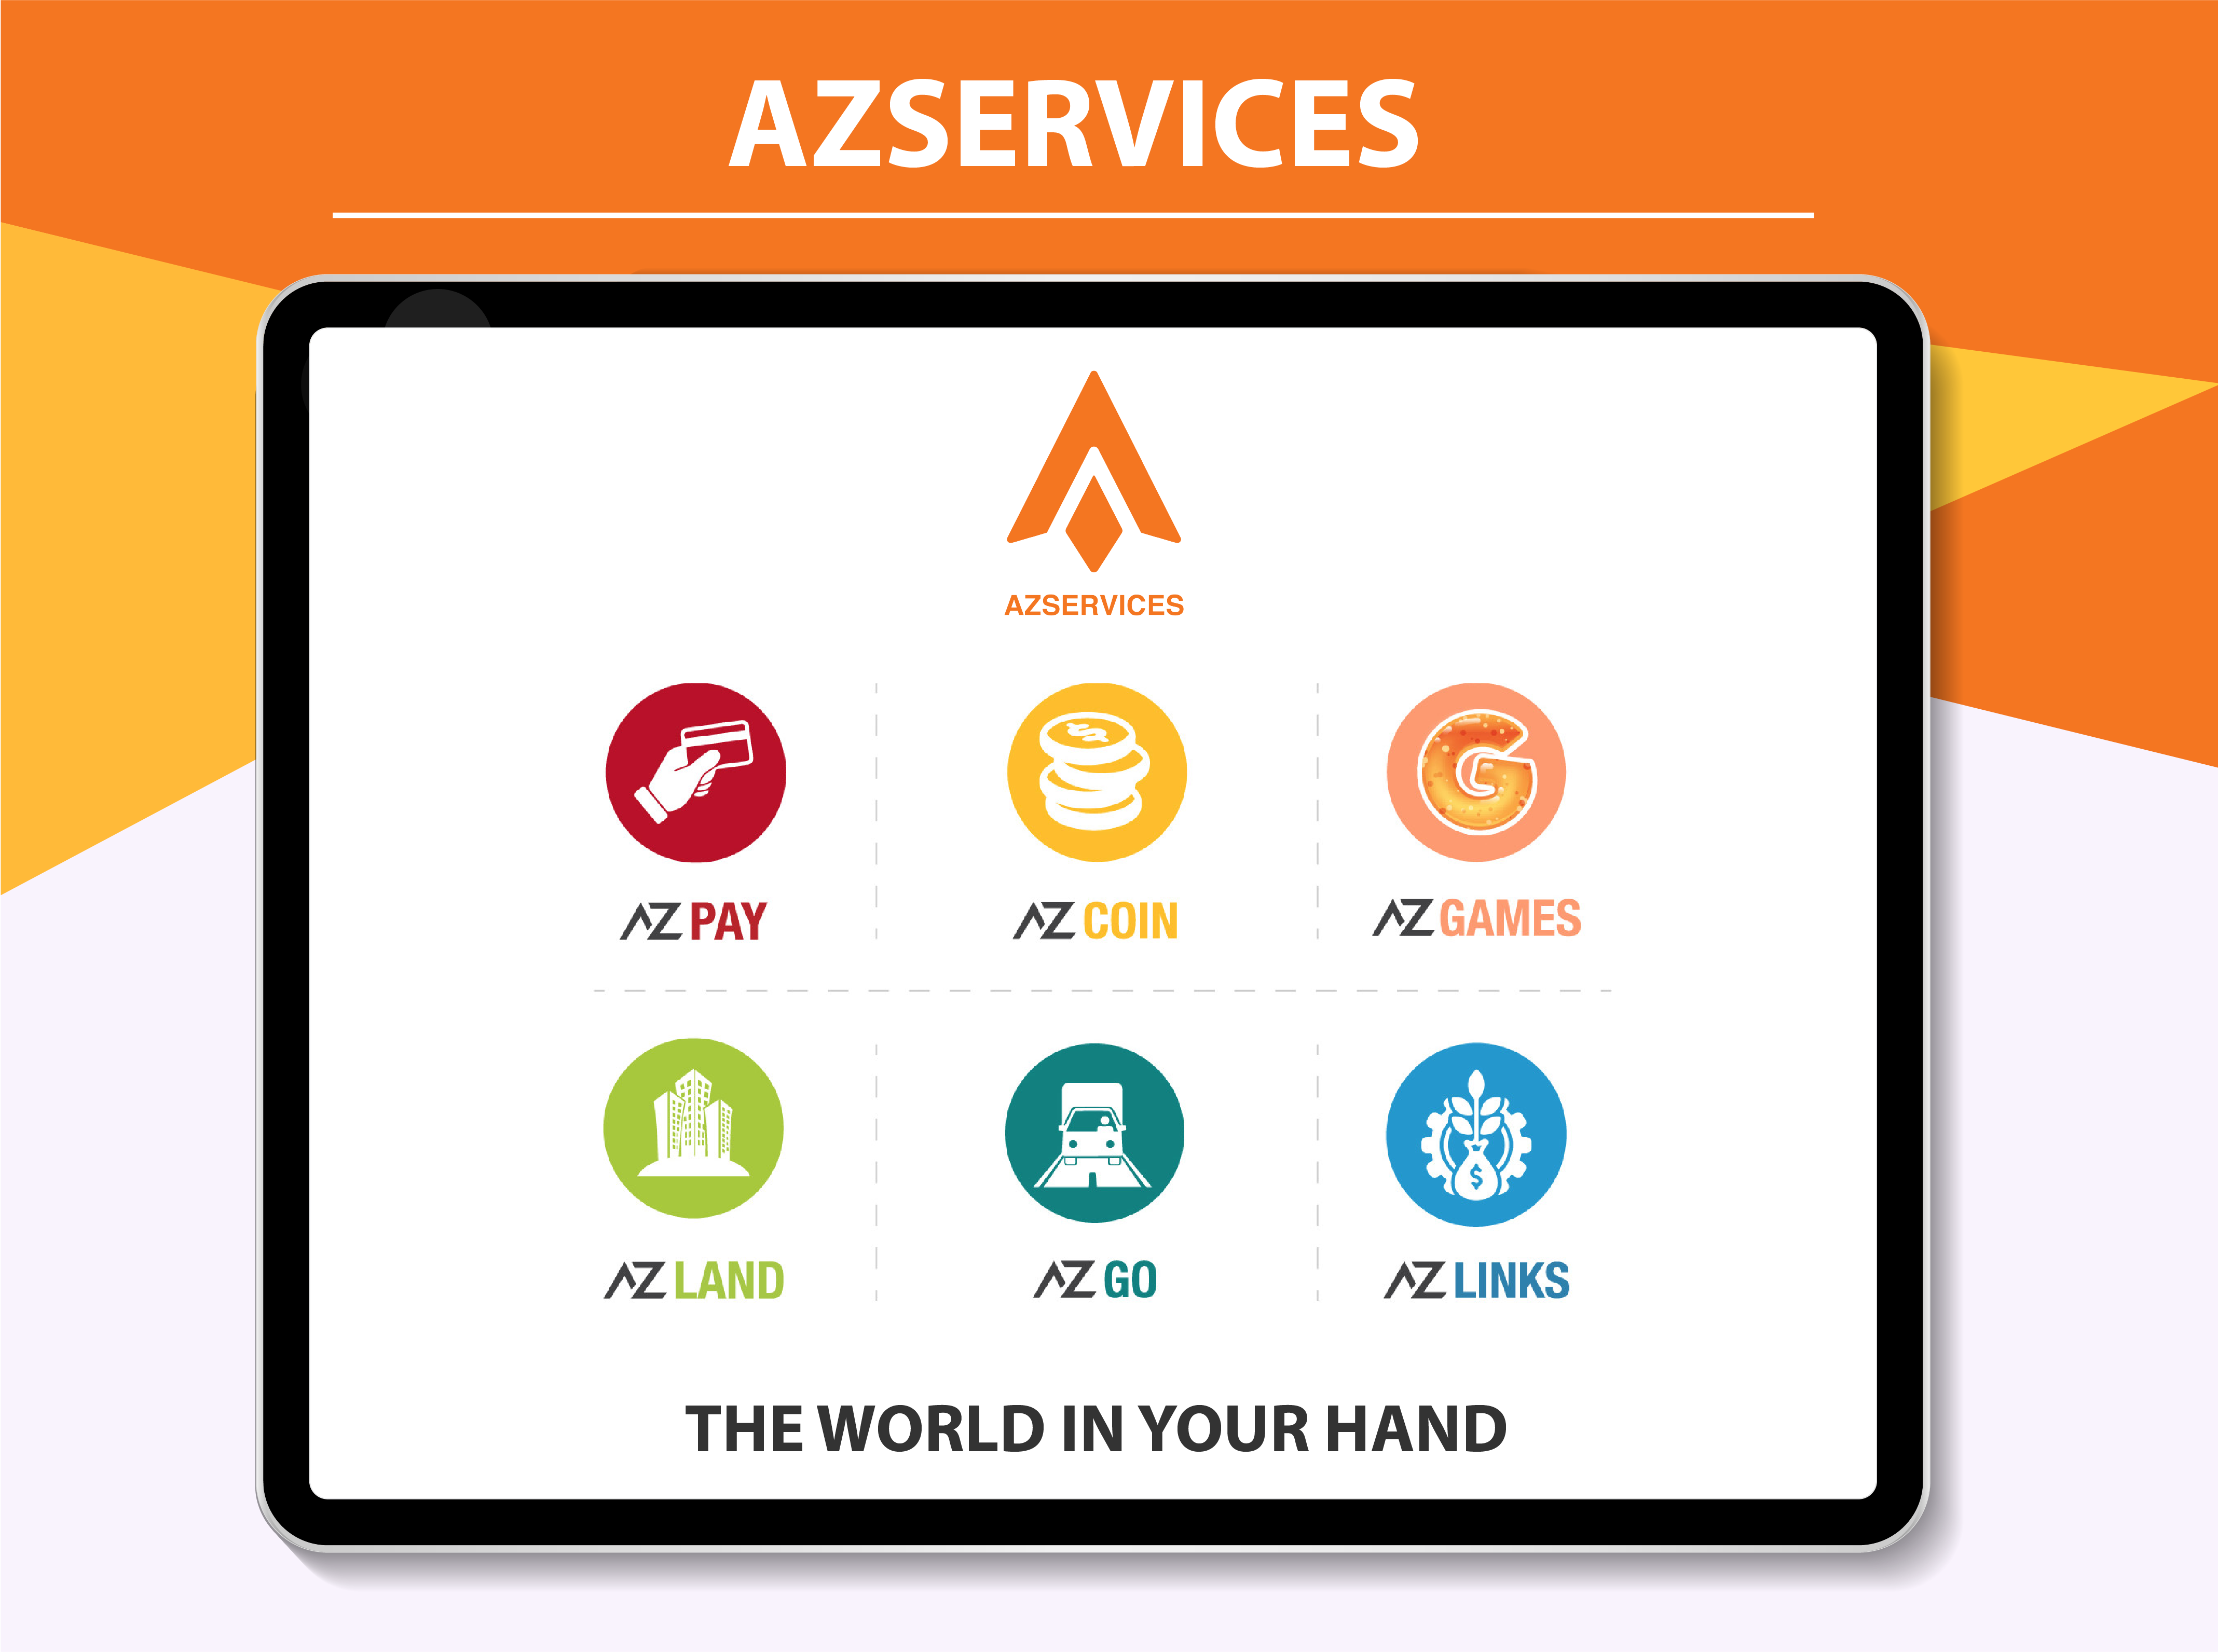 AZSERVICES
AZSERVICES
AZ PAY
AZ COIN
G
AZ GAMES
$
AZ LAND
AZ GO
AZ LINKS
THE WORLD IN YOUR HAND